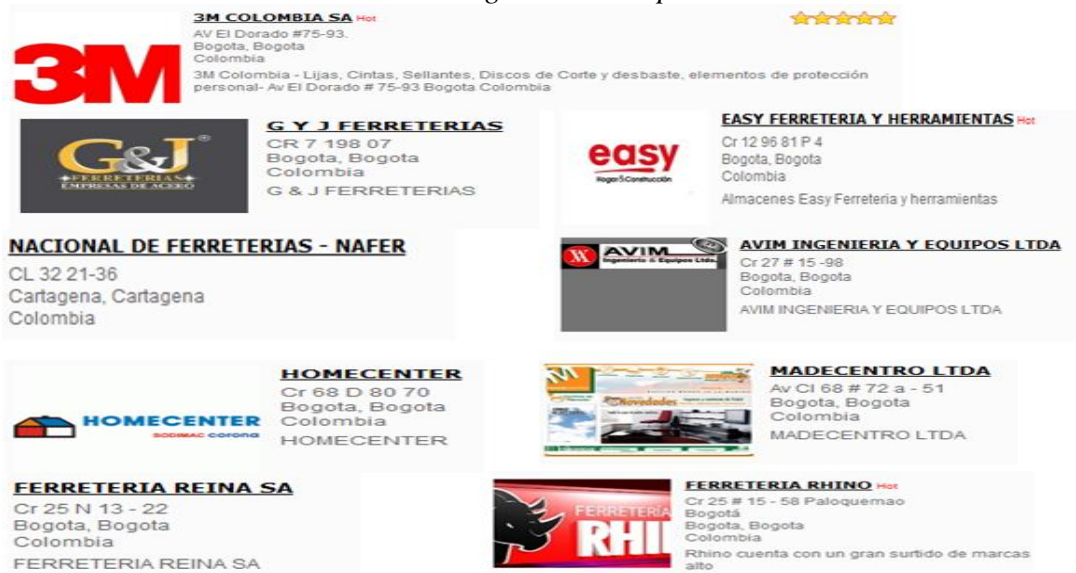 3M COLOMBIA SA Hot
AV El Dorado #75-93.
Bogota, Bogota
Colombia
3M Colombia - Lijas, Cintas, Sellantes, Discos de Corte y desbaste, elementos de protección
personal- Av El Dorado # 75-93 Bogota Colombia
3M
G&J
FERRETERIAS
EMPRESAS DE ACERO
G Y J FERRETERIAS
CR 7 198 07
Bogota, Bogota
Colombia
G & J FERRETERIAS
easy
Hogar & Construcción
EASY FERRETERIA Y HERRAMIENTAS Hot
Cr 12 96 81 P 4
Bogota, Bogota
Colombia
Almacenes Easy Ferreteria y herramientas
NACIONAL DE FERRETERIAS - NAFER
CL 32 21-36
Cartagena, Cartagena
Colombia
AVIM
Ingenieria & Equipos Ltda.
AVIM INGENIERIA Y EQUIPOS LTDA
Cr 27 # 15 -98
Bogota, Bogota
Colombia
AVIM INGENIERIA Y EQUIPOS LTDA
HOMECENTER
SODIMAC corona
HOMECENTER
Cr 68 D 80 70
Bogota, Bogota
Colombia
HOMECENTER
Novedades
MADECENTRO LTDA
Av Cl 68 # 72 a - 51
Bogota, Bogota
Colombia
MADECENTRO LTDA
FERRETERIA REINA SA
Cr 25 N 13 - 22
Bogota, Bogota
Colombia
FERRETERIA REINA SA
FERRETERIA
RHI
FERRETERIA RHINO Hot
Cr 25 # 15 - 58 Paloquemao
Bogotá
Bogota, Bogota
Colombia
Rhino cuenta con un gran surtido de marcas
alto